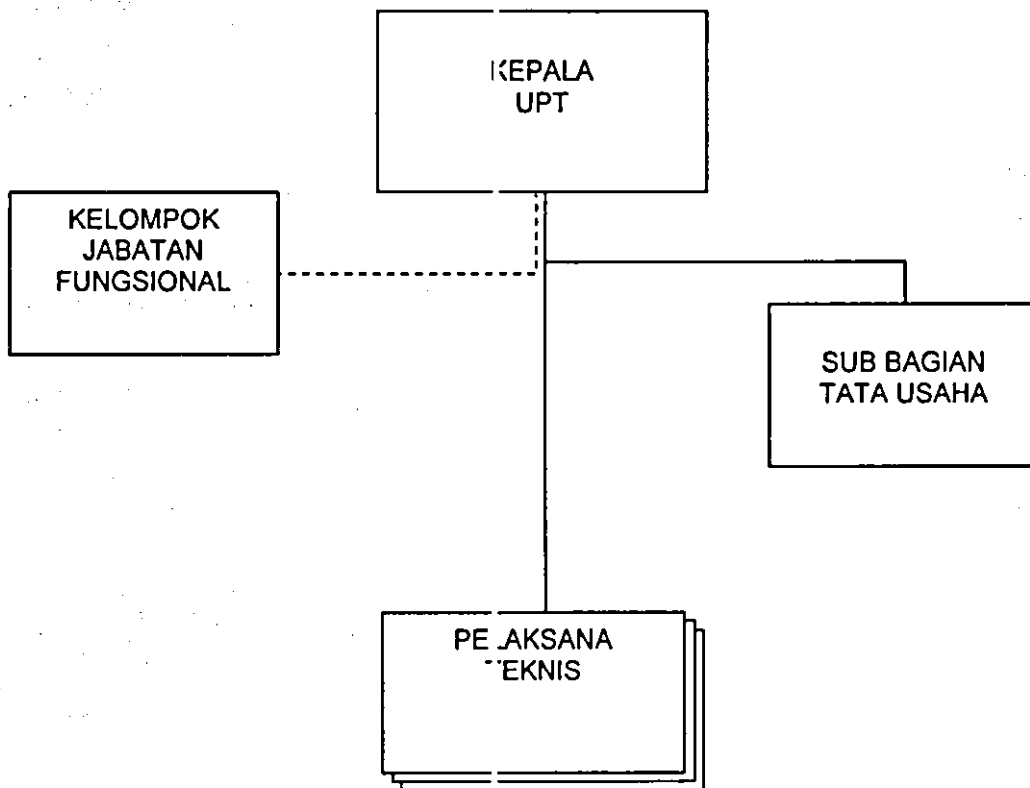 KEPALA
UPT
KELOMPOK
JABATAN
FUNGSIONAL
SUB BAGIAN
TATA USAHA
PELAKSANA
TEKNIS